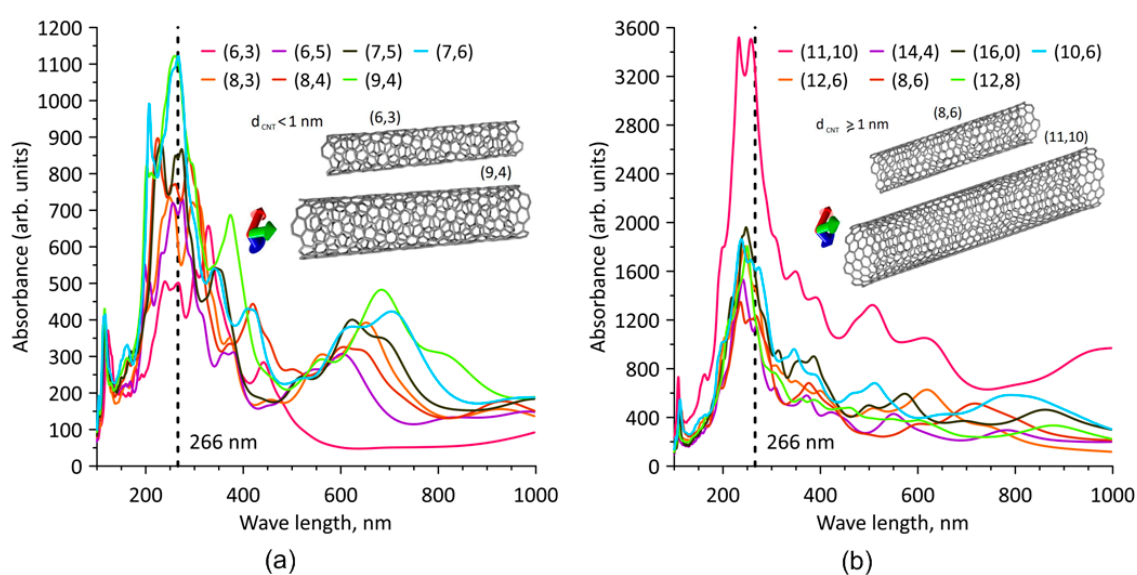 1200
1100
1000
900
800
700
600
500
400
300
200
100
0
Absorbance (arb. units)
(6,3) (6,5) (7,5) (7,6)
(8,3) (8,4) (9,4)
d CNT < 1 nm
(6,3)
(9,4)
266 nm
200 400 600 800 1000
Wave length, nm
(a)
3600
3200
2800
2400
2000
1600
1200
800
400
0
Absorbance (arb. units)
(11,10) (14,4) (16,0) (10,6)
(12,6) (8,6) (12,8)
d CNT ⩾ 1 nm
(8,6)
(11,10)
266 nm
200 400 600 800 1000
Wave length, nm
(b)